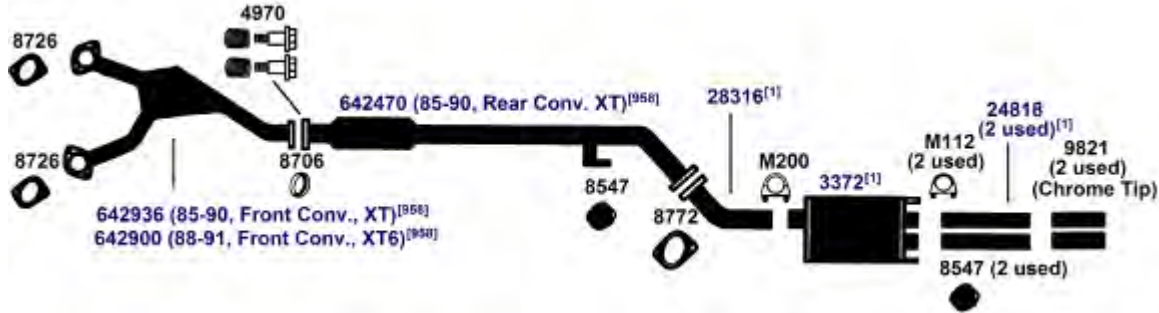 4970
8726
642470 (85-90, Rear Conv. XT)[958]
28316[1]
24818
(2 used)[1]
M112
(2 used)
9821
(2 used)
(Chrome Tip)
8726
8706
M200
3372[1]
8547
8772
642936 (85-90, Front Conv., XT)[958]
642900 (88-91, Front Conv., XT6)[958]
8547 (2 used)